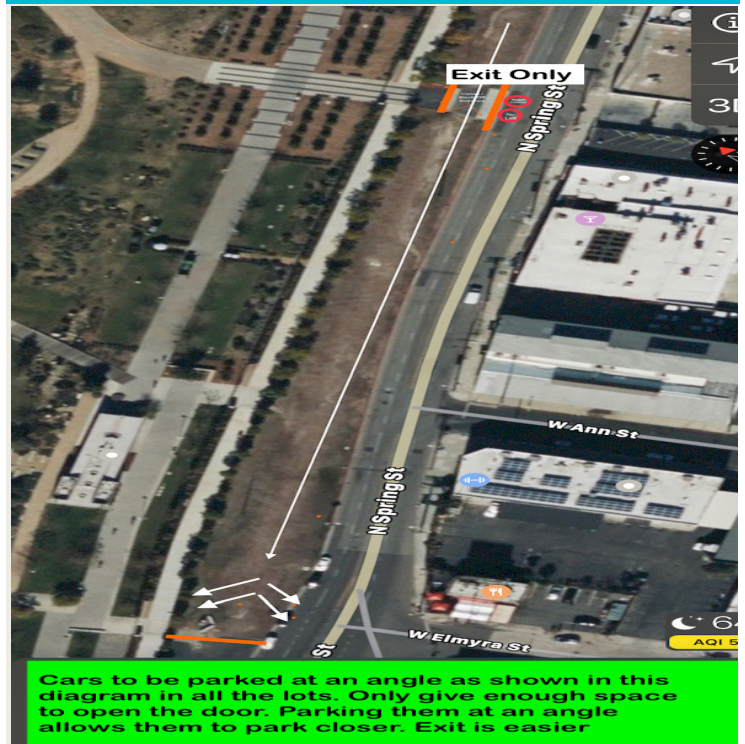 3D
Exit Only
N Spring St
W Ann St
N Spring St
W Elmyra St
St
64
AQI 5
Cars to be parked at an angle as shown in this
diagram in all the lots. Only give enough space
to open the door. Parking them at an angle
allows them to park closer. Exit is easier